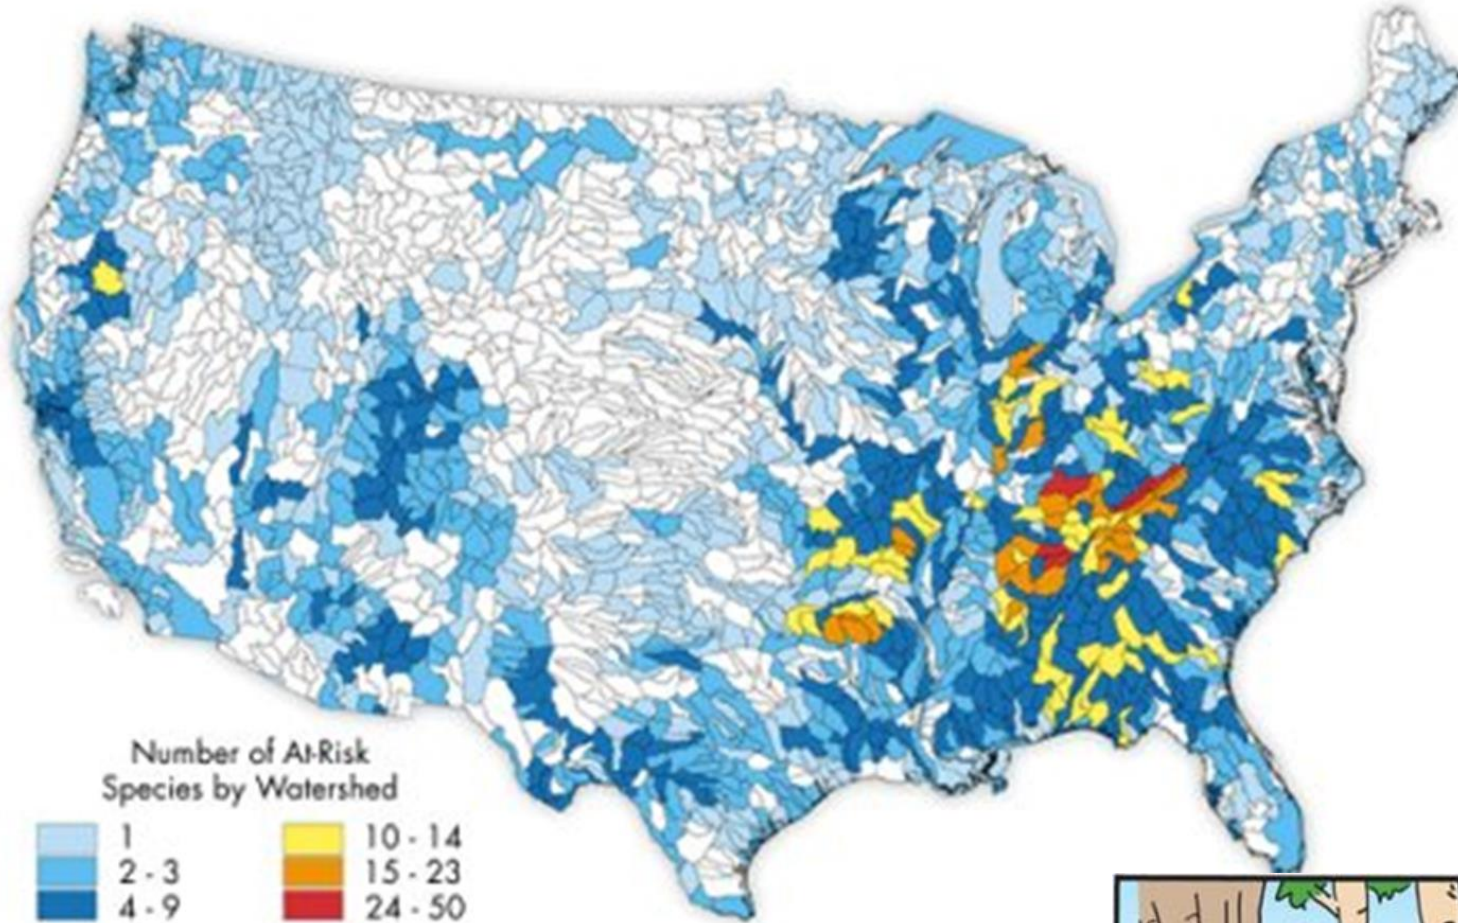 Number of At-Risk
Species by Watershed
1
2 - 3
4 - 9
10 - 14
15 - 23
24 - 50